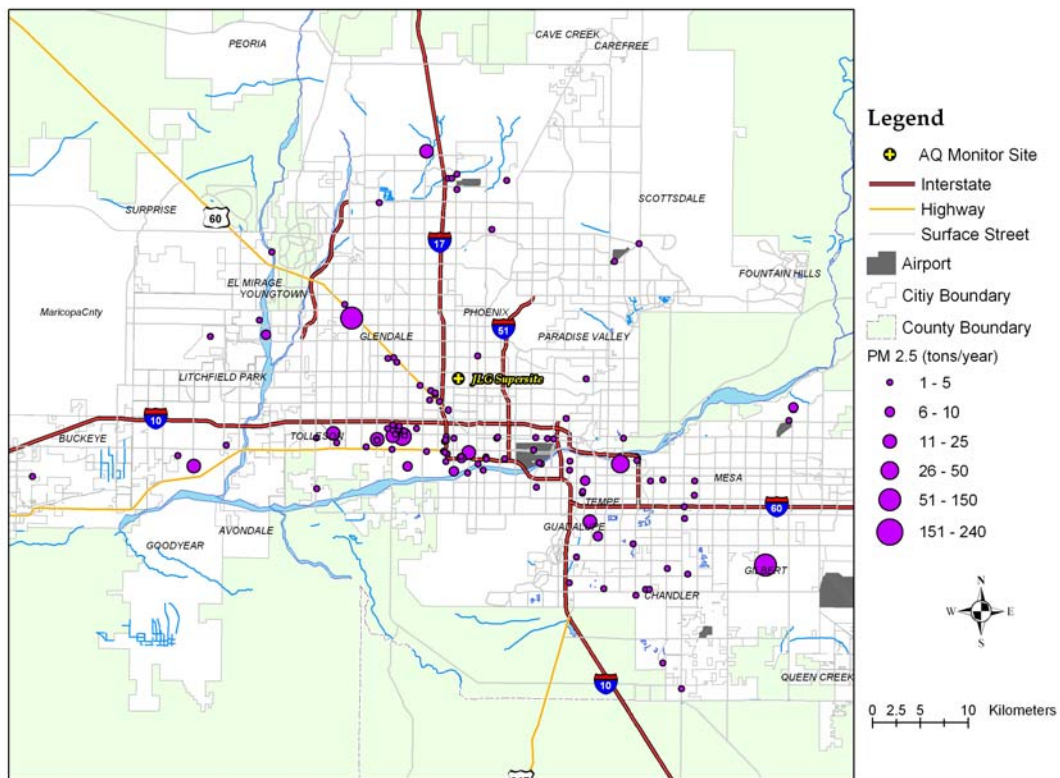 CAVE CREEK
CAREFREE
PEORIA
SCOTTSDALE
SURPRISE
60
17
FOUNTAIN HILLS
EL MIRAGE
YOUNGTOWN
MaricopaCnty
PHOENIX
51
GLENDALE
PARADISE VALLEY
LITCHFIELD PARK
JLG Supersite
10
BUCKEYE
TOLLESON
MESA
TEMPE
60
AVONDALE
GUADALUPE
GOODYEAR
GILBERT
CHANDLER
QUEEN CREEK
10
Legend
AQ Monitor Site
Interstate
Highway
Surface Street
Airport
Citiy Boundary
County Boundary
PM 2.5 (tons/year)
1 - 5
6 - 10
11 - 25
26 - 50
51 - 150
151 - 240
N
W E
S
0 2.5 5 10 Kilometers